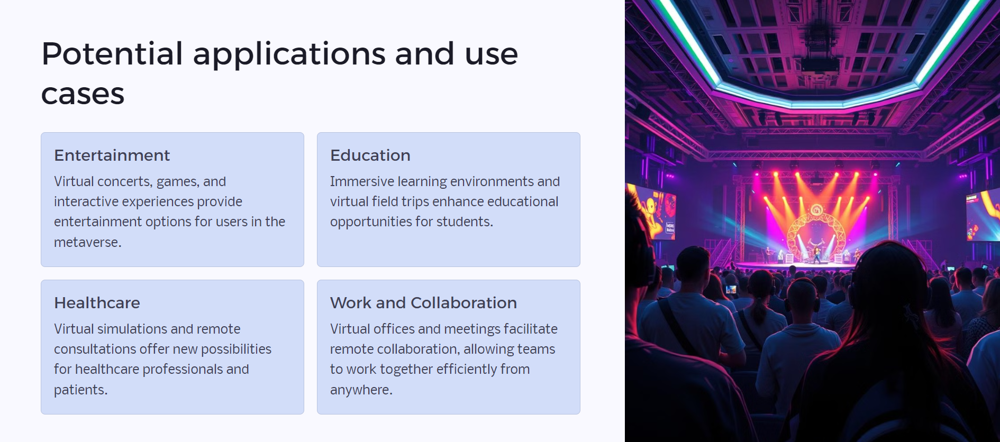 Potential applications and use
cases
Entertainment
Virtual concerts, games, and
interactive experiences provide
entertainment options for users in the
metaverse.
Education
Immersive learning environments and
virtual field trips enhance educational
opportunities for students.
Healthcare
Virtual simulations and remote
consultations offer new possibilities
for healthcare professionals and
patients.
Work and Collaboration
Virtual offices and meetings facilitate
remote collaboration, allowing teams
to work together efficiently from
anywhere.